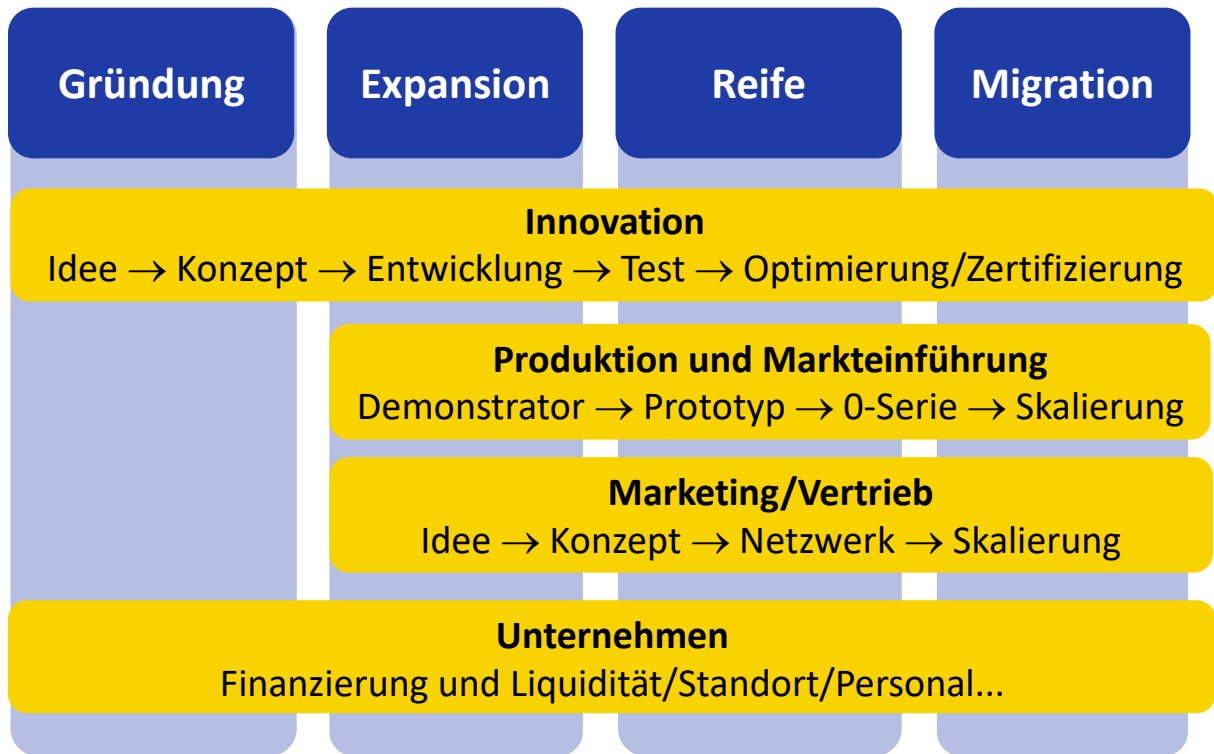 Gründung
Expansion
Reife
Migration
Innovation
Idee → Konzept → Entwicklung → Test → Optimierung/Zertifizierung
Produktion und Markteinführung
Demonstrator → Prototyp → 0-Serie → Skalierung
Marketing/Vertrieb
Idee → Konzept → Netzwerk → Skalierung
Unternehmen
Finanzierung und Liquidität/Standort/Personal...